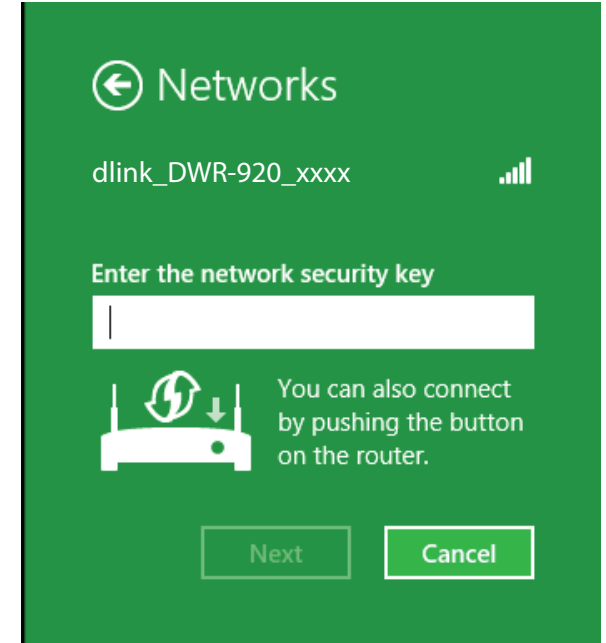 Networks
dlink_DWR-920_xxxx
Enter the network security key
You can also connect
by pushing the button
on the router.
Next
Cancel